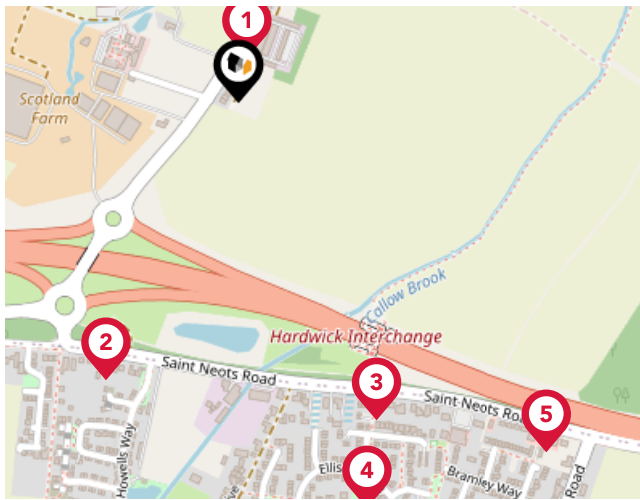 1
Scotland
Farm
Callow Brook
Hardwick Interchange
2
Saint Neots Road
3
Saint Neots Ro
5
Howells Way
4
Ellis
Bramley Way
Road